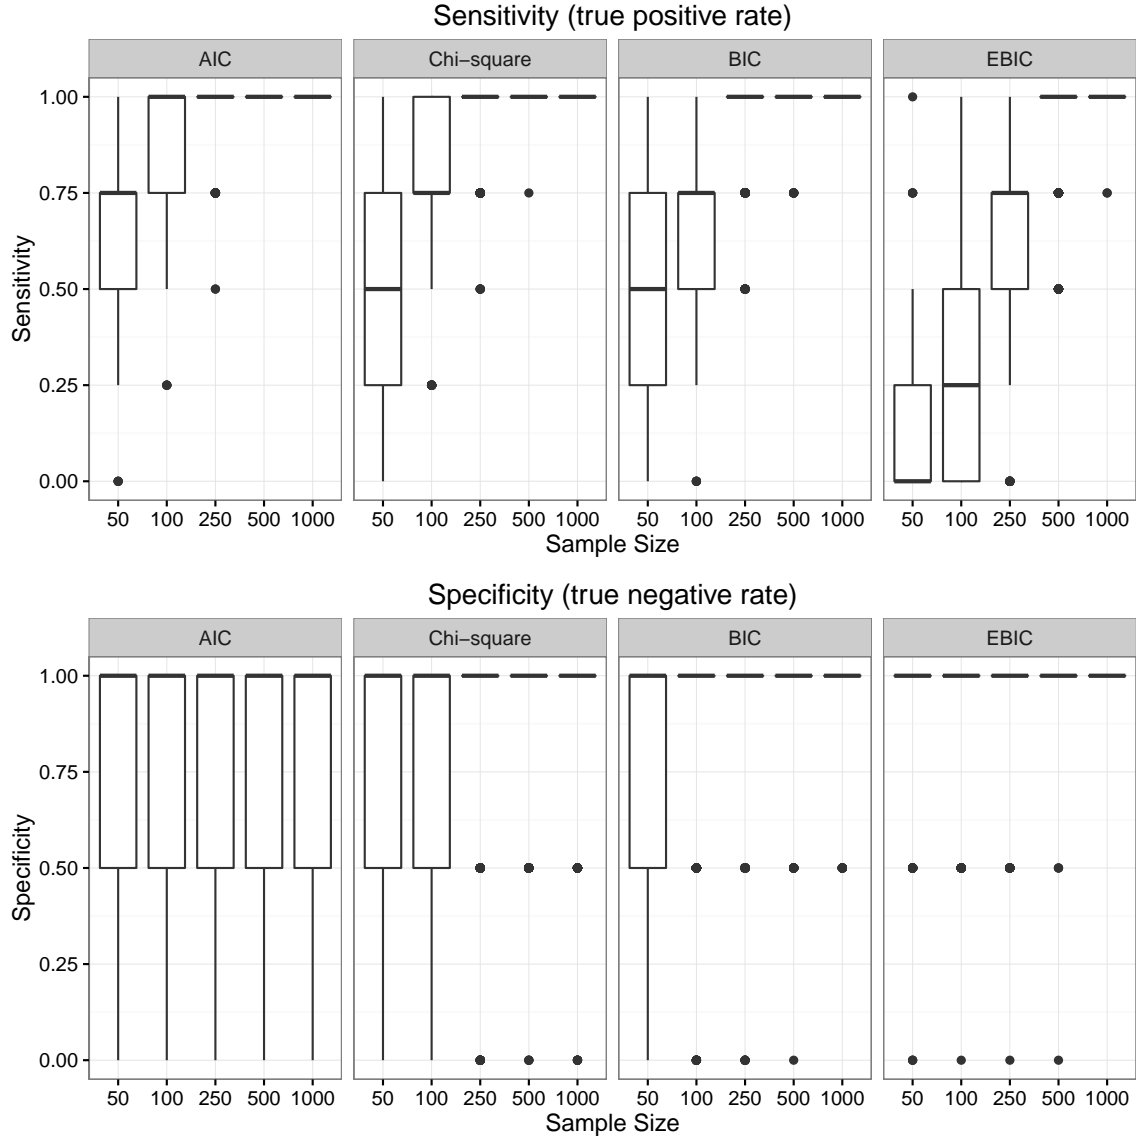 Sensitivity (true positive rate)
AIC Chi−square BIC EBIC
1.00
0.75
0.50
0.25
0.00
Sensitivity
50 100 250 500 1000 50 100 250 500 1000 50 100 250 500 1000 50 100 250 500 1000
Sample Size
Specificity (true negative rate)
AIC Chi−square BIC EBIC
1.00
0.75
0.50
0.25
0.00
Specificity
50 100 250 500 1000 50 100 250 500 1000 50 100 250 500 1000 50 100 250 500 1000
Sample Size